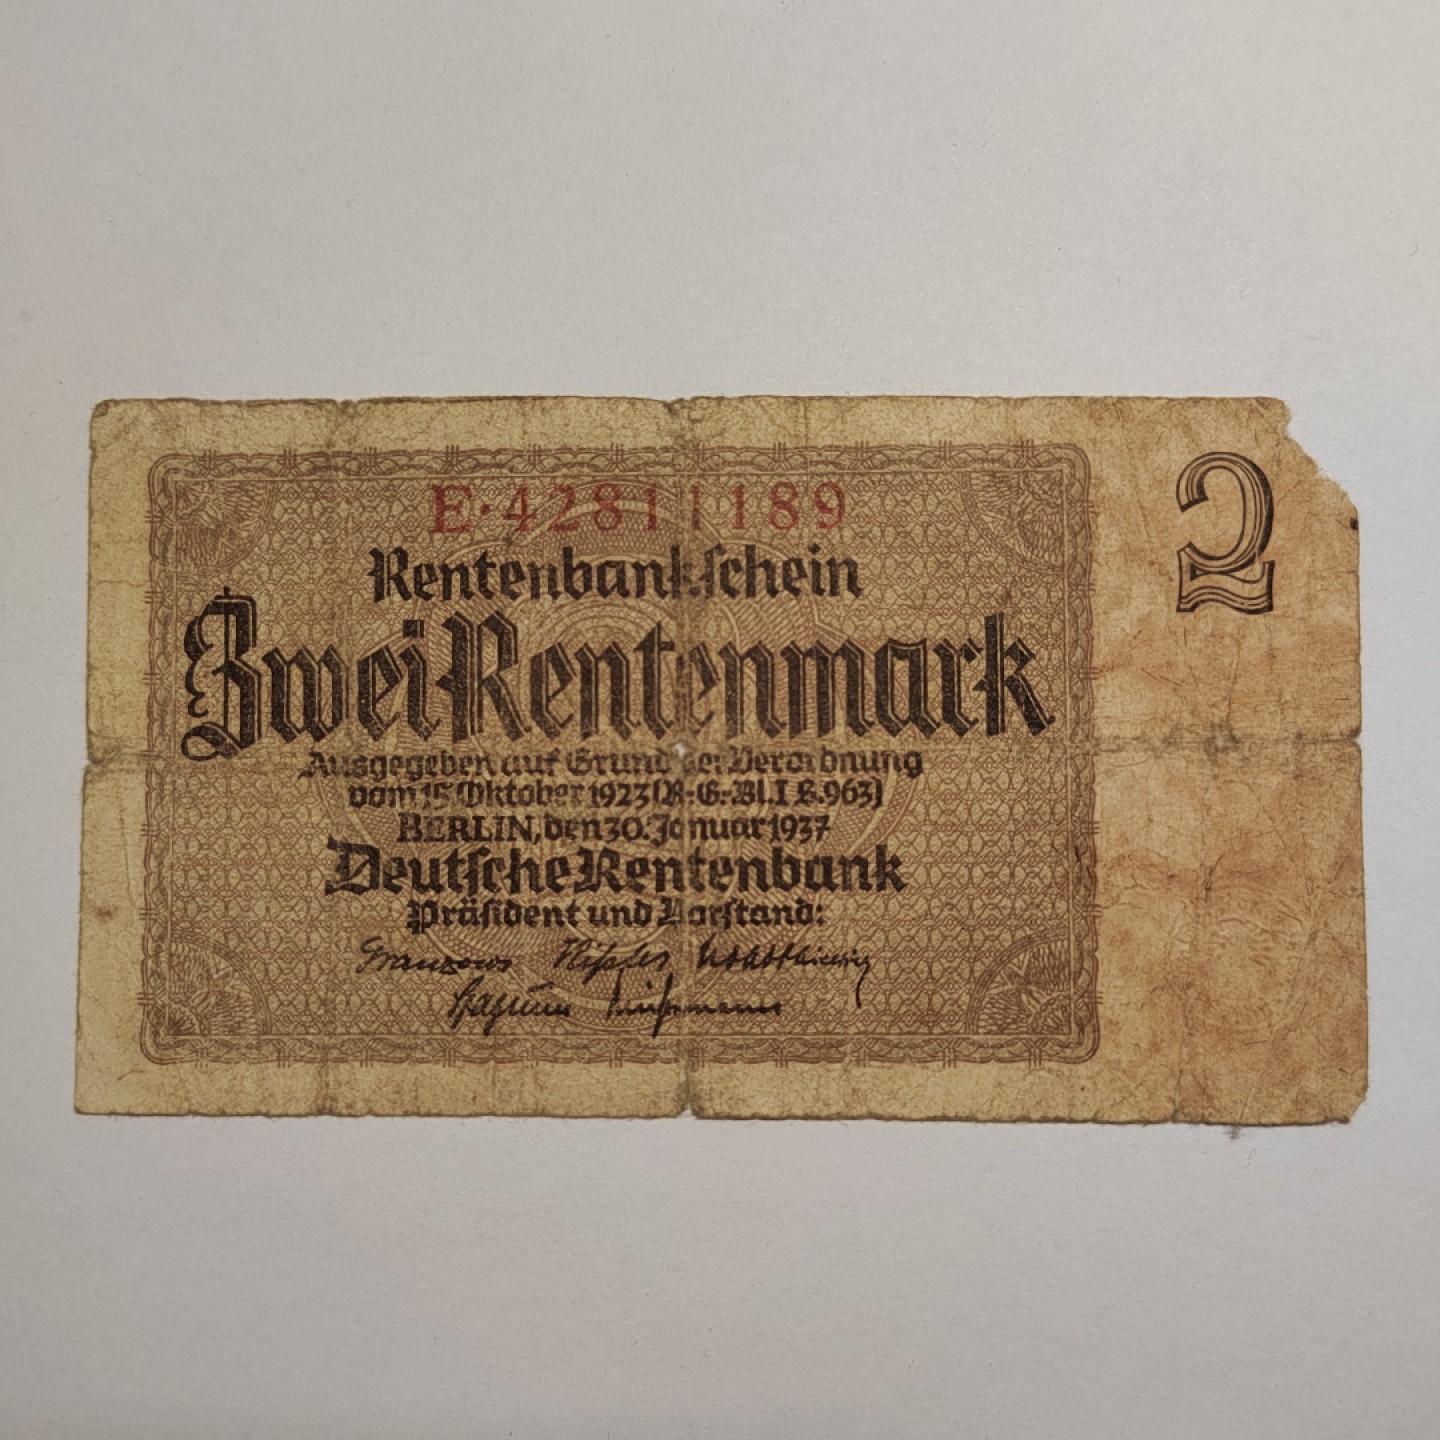 E·42811189
2
Rentenbankschein
Zwei Rentenmark
Ausgegeben auf Grund der Verordnung
vom 15. Oktober 1923 (R.-G.-Bl. I S. 963)
BERLIN, den 30. Januar 1937
Deutsche Rentenbank
Präsident und Vorstand: